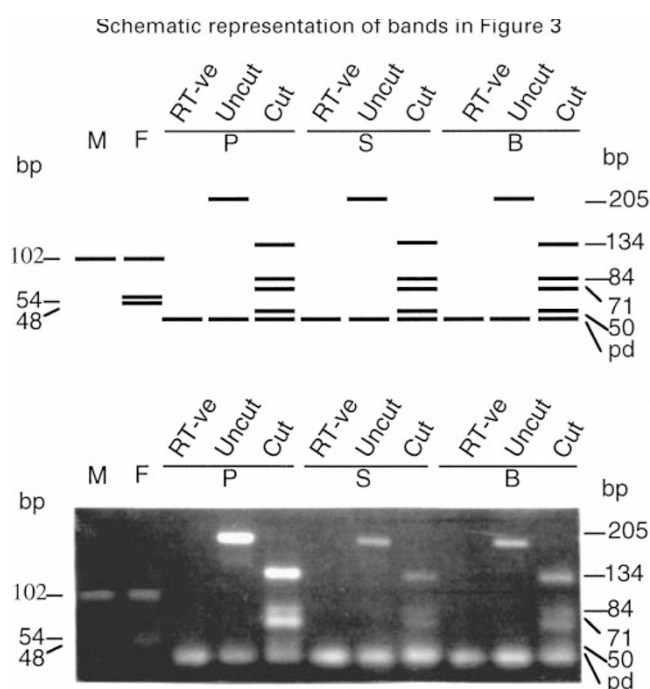 Schematic representation of bands in Figure 3
RT-ve Uncut Cut RT-ve Uncut Cut RT-ve Uncut Cut
M F P S B
bp bp
205
134
102 84
54 71
48 50
pd
RT-ve Uncut Cut RT-ve Uncut Cut RT-ve Uncut Cut
M F P S B
bp bp
205
134
102 84
54 71
48 50
pd